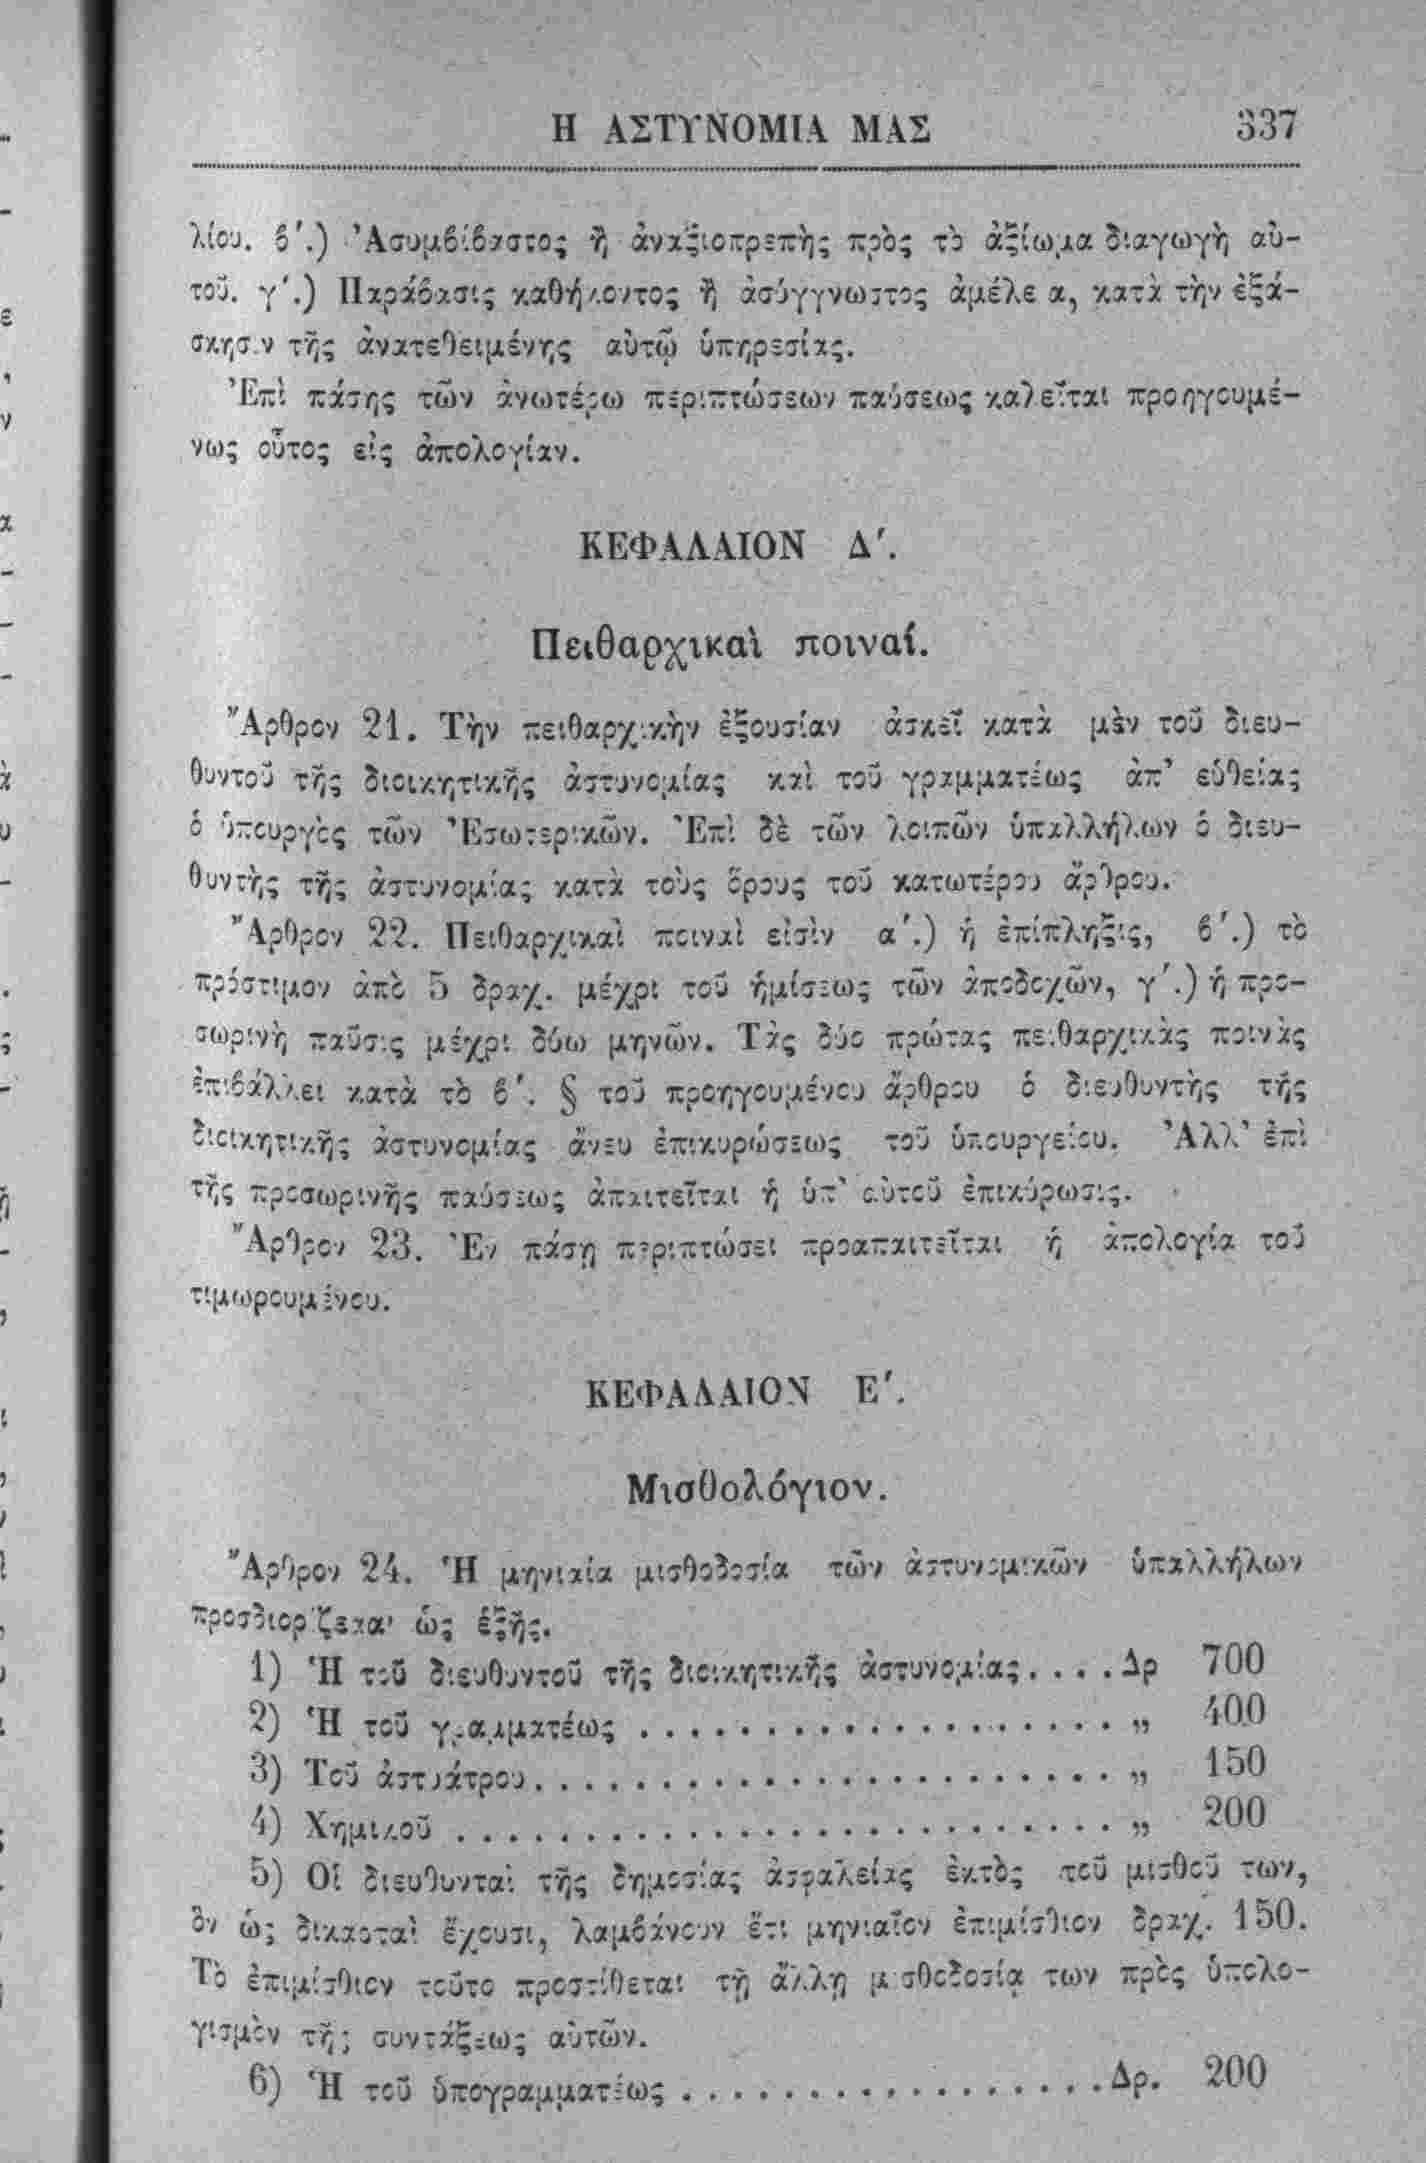 Η ΑΣΤΥΝΟΜΙΑ ΜΑΣ 337
λίου. β΄.) Ἀσυμβίβαστος ἢ ἀναξιοπρεπὴς πρὸς τὸ ἀξίωμα διαγωγὴ αὐ-
τοῦ. γ΄.) Παράβασις καθήκοντος ἢ ἀσύγγνωστος ἀμέλεια, κατὰ τὴν ἐξά-
σκησιν τῆς ἀνατεθειμένης αὐτῷ ὑπηρεσίας.
Ἐπὶ πάσης τῶν ἀνωτέρω περιπτώσεων παύσεως καλεῖται προηγουμέ-
νως οὗτος εἰς ἀπολογίαν.
ΚΕΦΑΛΑΙΟΝ Δ΄.
Πειθαρχικαὶ ποιναί.
Ἄρθρον 21. Τὴν πειθαρχικὴν ἐξουσίαν ἀσκεῖ κατὰ μὲν τοῦ διευ-
θυντοῦ τῆς διοικητικῆς ἀστυνομίας καὶ τοῦ γραμματέως ἀπ’ εὐθείας
ὁ ὑπουργὸς τῶν Ἐσωτερικῶν. Ἐπὶ δὲ τῶν λοιπῶν ὑπαλλήλων ὁ διευ-
θυντὴς τῆς ἀστυνομίας κατὰ τοὺς ὅρους τοῦ κατωτέρου ἄρθρου.
Ἄρθρον 22. Πειθαρχικαὶ ποιναὶ εἰσὶν α΄.) ἡ ἐπίπληξις, β΄.) τὸ
πρόστιμον ἀπὸ 5 δραχ. μέχρι τοῦ ἡμίσεως τῶν ἀποδοχῶν, γ΄.) ἡ προ-
σωρινὴ παῦσις μέχρι δύω μηνῶν. Τὰς δύο πρώτας πειθαρχικὰς ποινὰς
ἐπιβάλλει κατὰ τὸ β΄. § τοῦ προηγουμένου ἄρθρου ὁ διευθυντὴς τῆς
διοικητικῆς ἀστυνομίας ἄνευ ἐπικυρώσεως τοῦ ὑπουργείου. Ἀλλ’ ἐπὶ
τῆς προσωρινῆς παύσεως ἀπαιτεῖται ἡ ὑπ’ αὐτοῦ ἐπικύρωσις.
Ἄρθρον 23. Ἐν πάσῃ περιπτώσει προαπαιτεῖται ἡ ἀπολογία τοῦ
τιμωρουμένου.
ΚΕΦΑΛΑΙΟΝ Ε΄.
Μισθολόγιον.
Ἄρθρον 24. Ἡ μηνιαία μισθοδοσία τῶν ἀστυνομικῶν ὑπαλλήλων
προσδιορίζεται ὡς ἑξῆς.
1) Ἡ τοῦ διευθυντοῦ τῆς διοικητικῆς ἀστυνομίας. . . . Δρ 700
2) Ἡ τοῦ γραμματέως . . . . . . . . . . . . . . . . . . . „ 400
3) Τοῦ ἀστυάτρου. . . . . . . . . . . . . . . . . . . . . . . „ 150
4) Χημικοῦ . . . . . . . . . . . . . . . . . . . . . . . . . . „ 200
5) Οἱ διευθυνταὶ τῆς δημοσίας ἀσφαλείας ἐκτὸς τοῦ μισθοῦ των,
ὃν ὡς δικασταὶ ἔχουσι, λαμβάνουν ἔτι μηνιαῖον ἐπιμίσθιον δραχ. 150.
Τὸ ἐπιμίσθιον τοῦτο προστίθεται τῇ ἄλλῃ μισθοδοσίᾳ των πρὸς ὑπολο-
γισμὸν τῆς συντάξεως αὐτῶν.
6) Ἡ τοῦ ὑπογραμματέως . . . . . . . . . . . . . . . . . Δρ. 200